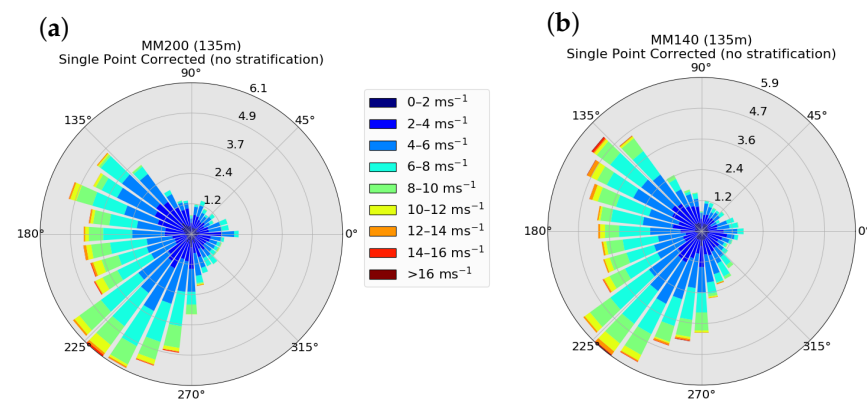 (a)
MM200 (135m)
Single Point Corrected (no stratification)
90°
6.1
4.9
3.7
2.4
1.2
135°
45°
180°
0°
225°
315°
270°
0–2 ms⁻¹
2–4 ms⁻¹
4–6 ms⁻¹
6–8 ms⁻¹
8–10 ms⁻¹
10–12 ms⁻¹
12–14 ms⁻¹
14–16 ms⁻¹
>16 ms⁻¹
(b)
MM140 (135m)
Single Point Corrected (no stratification)
90°
5.9
4.7
3.6
2.4
1.2
135°
45°
180°
0°
225°
315°
270°